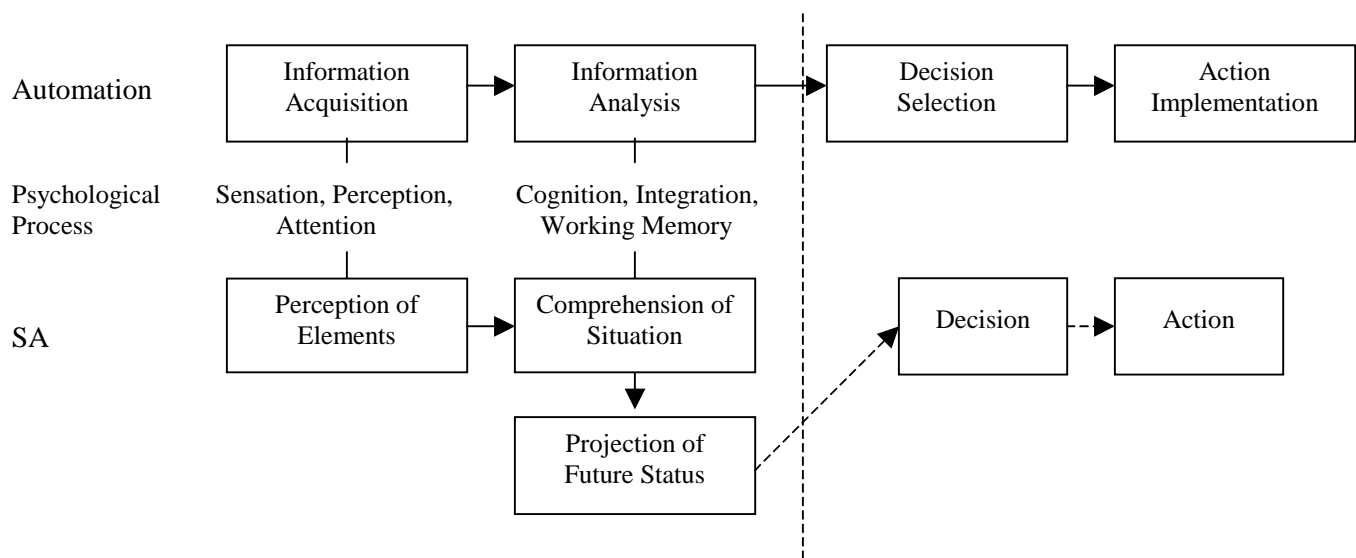 Automation
Information
Acquisition
Information
Analysis
Decision
Selection
Action
Implementation
Psychological
Process
Sensation, Perception,
Attention
Cognition, Integration,
Working Memory
SA
Perception of
Elements
Comprehension of
Situation
Decision
Action
Projection of
Future Status